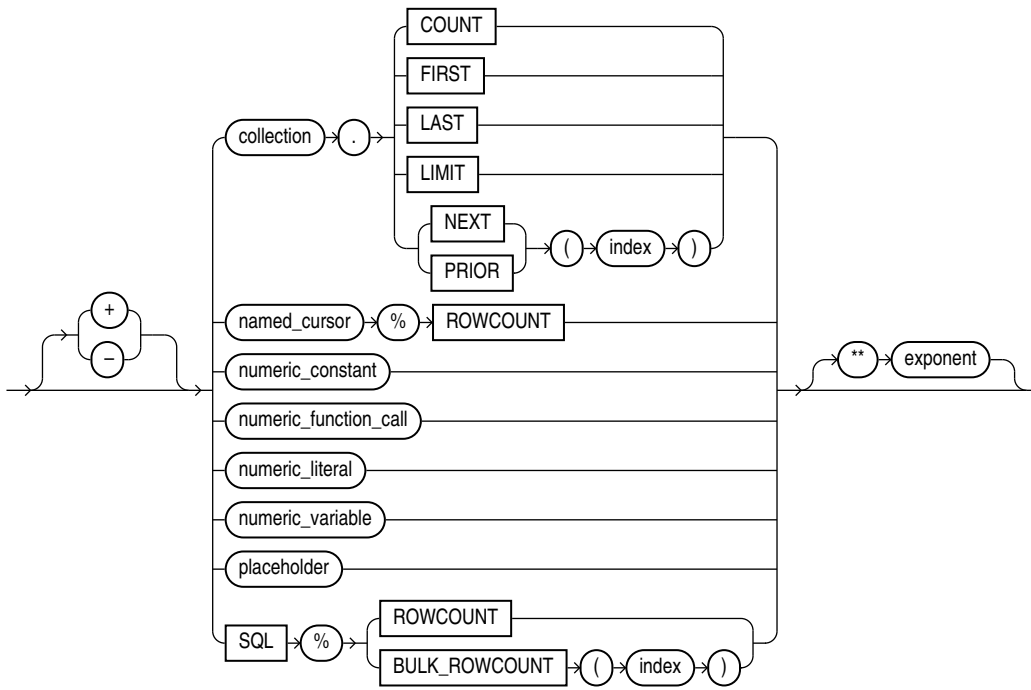 COUNT
FIRST
collection . LAST
LIMIT
NEXT
( index )
PRIOR
+
named_cursor % ROWCOUNT
−
numeric_constant
** exponent
numeric_function_call
numeric_literal
numeric_variable
placeholder
ROWCOUNT
SQL %
BULK_ROWCOUNT ( index )